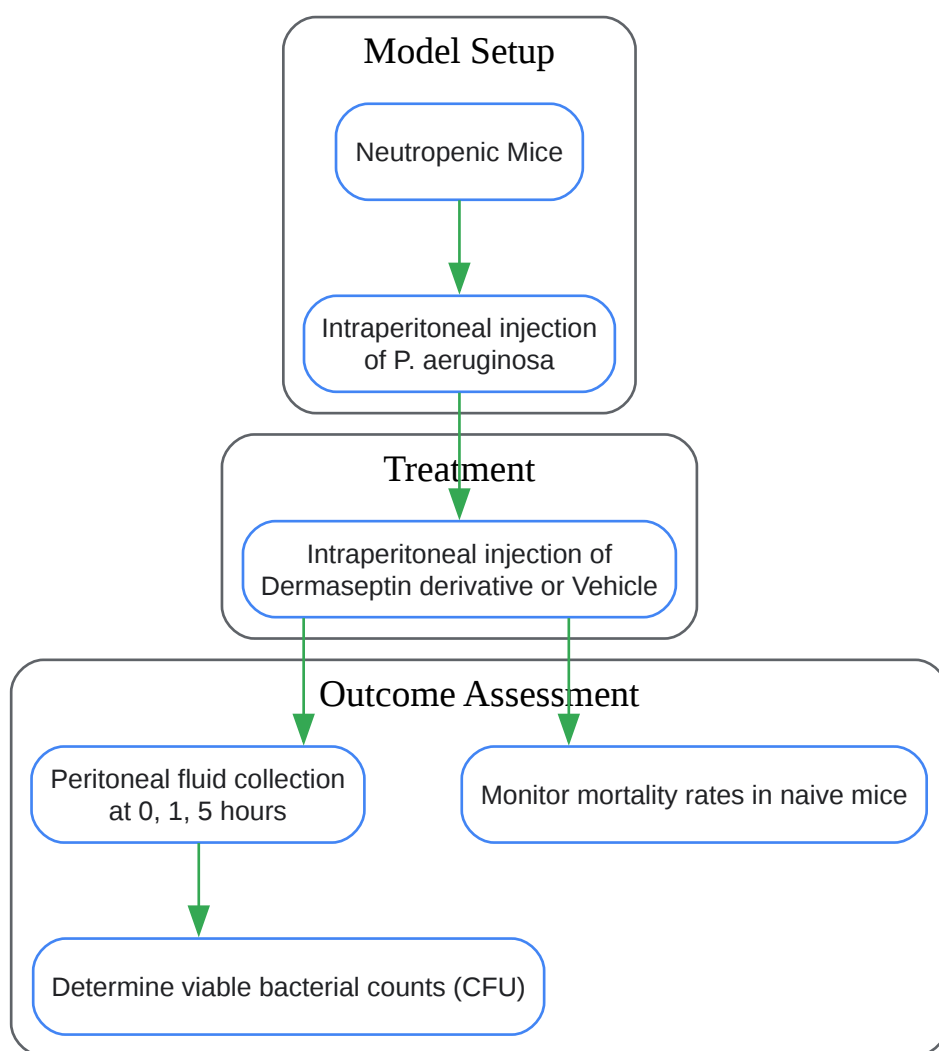 Model Setup
Neutropenic Mice
Intraperitoneal injection
of P. aeruginosa
Treatment
Intraperitoneal injection of
Dermaseptin derivative or Vehicle
Outcome Assessment
Peritoneal fluid collection
at 0, 1, 5 hours
Monitor mortality rates in naive mice
Determine viable bacterial counts (CFU)